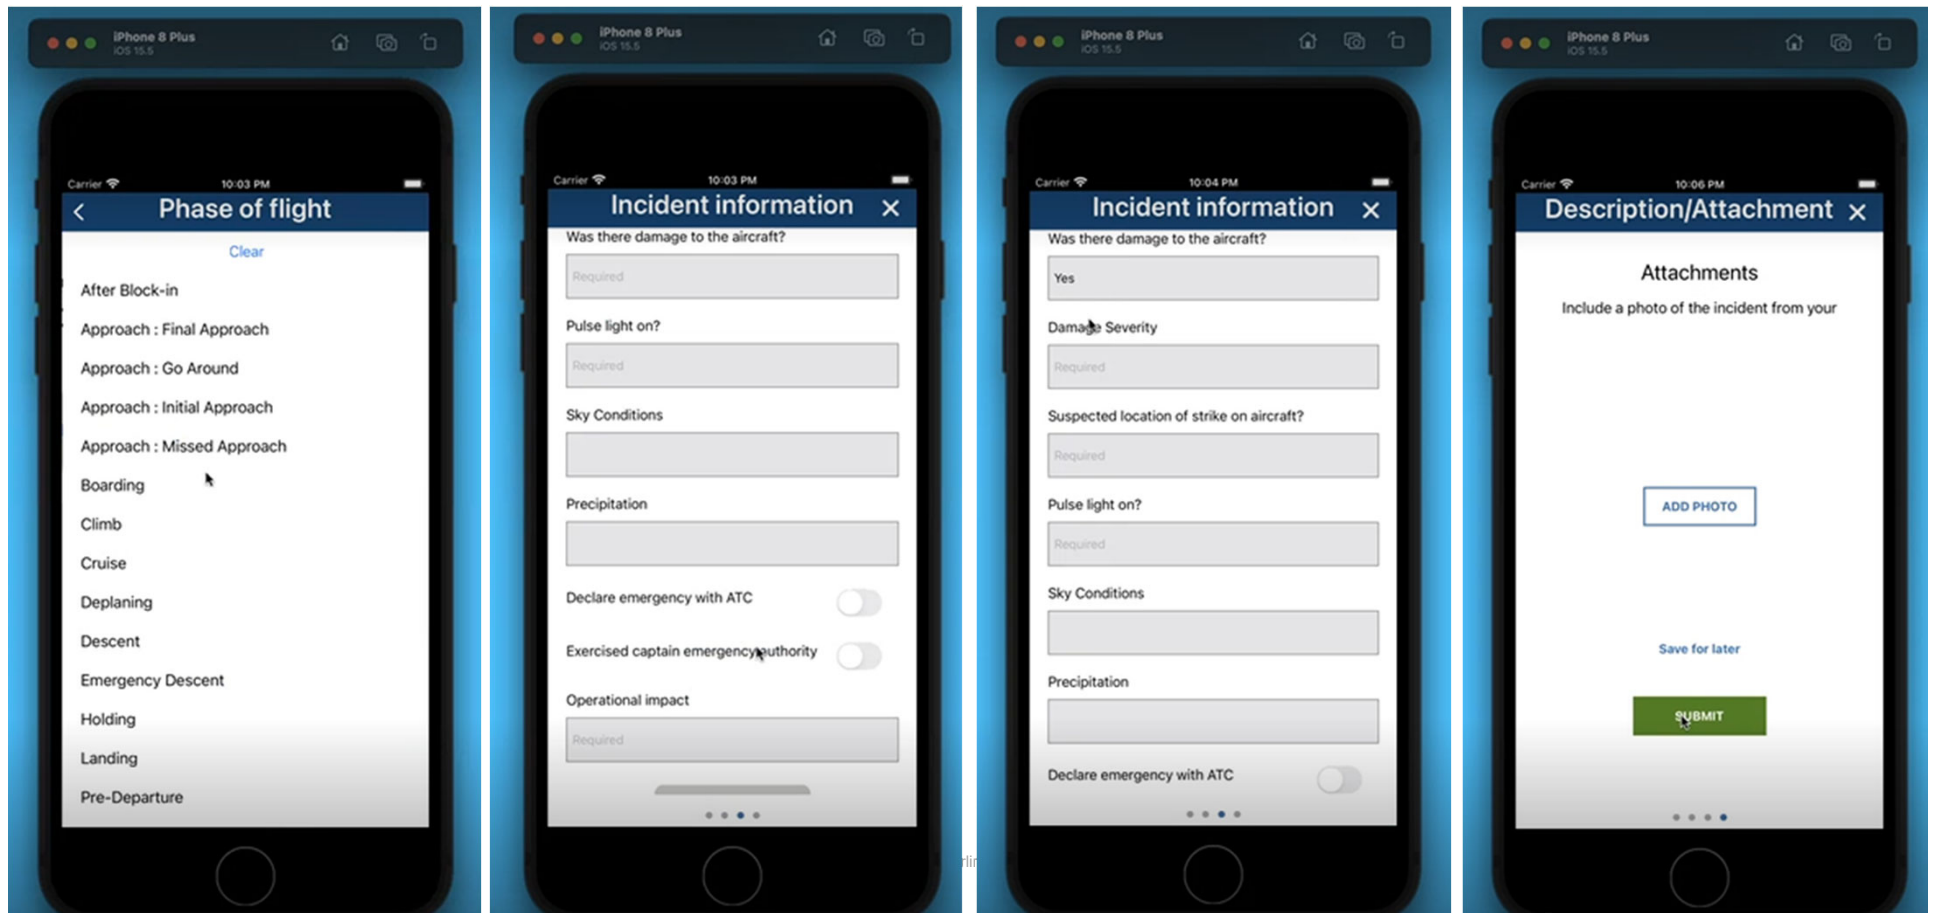 iPhone 8 Plus
iOS 15.5
Carrier 10:03 PM
Phase of flight
Clear
After Block-in
Approach : Final Approach
Approach : Go Around
Approach : Initial Approach
Approach : Missed Approach
Boarding
Climb
Cruise
Deplaning
Descent
Emergency Descent
Holding
Landing
Pre-Departure
iPhone 8 Plus
iOS 15.5
Carrier 10:03 PM
Incident information
Was there damage to the aircraft?
Required
Pulse light on?
Required
Sky Conditions
Precipitation
Declare emergency with ATC
Exercised captain emergency authority
Operational impact
Required
iPhone 8 Plus
iOS 15.5
Carrier 10:04 PM
Incident information
Was there damage to the aircraft?
Yes
Damage Severity
Required
Suspected location of strike on aircraft?
Required
Pulse light on?
Required
Sky Conditions
Precipitation
Declare emergency with ATC
iPhone 8 Plus
iOS 15.5
Carrier 10:06 PM
Description/Attachment
Attachments
Include a photo of the incident from your
ADD PHOTO
Save for later
SUBMIT